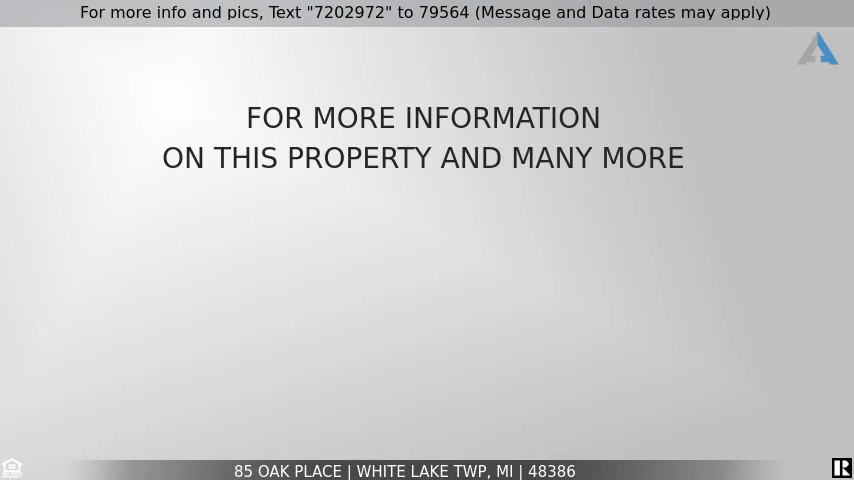 For more info and pics, Text "7202972" to 79564 (Message and Data rates may apply)
FOR MORE INFORMATION
ON THIS PROPERTY AND MANY MORE
85 OAK PLACE | WHITE LAKE TWP, MI | 48386